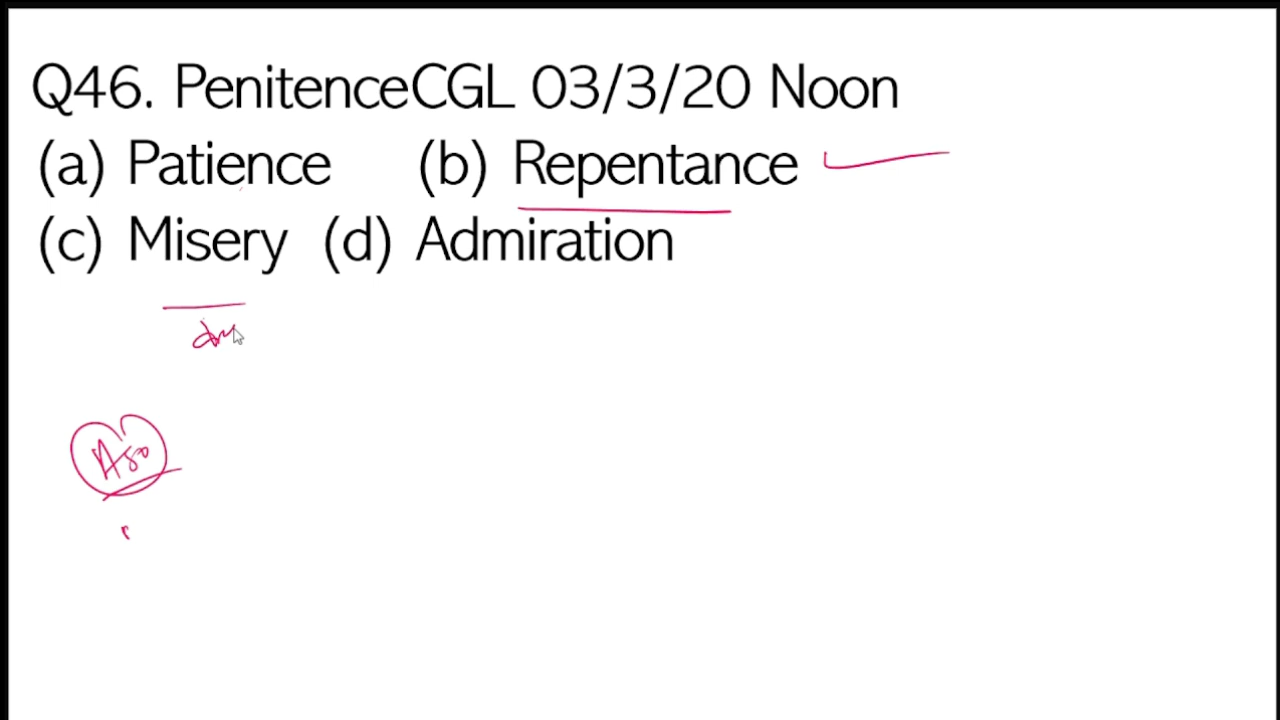 Q46. PenitenceCGL 03/3/20 Noon
(a) Patience (b) Repentance
(c) Misery (d) Admiration